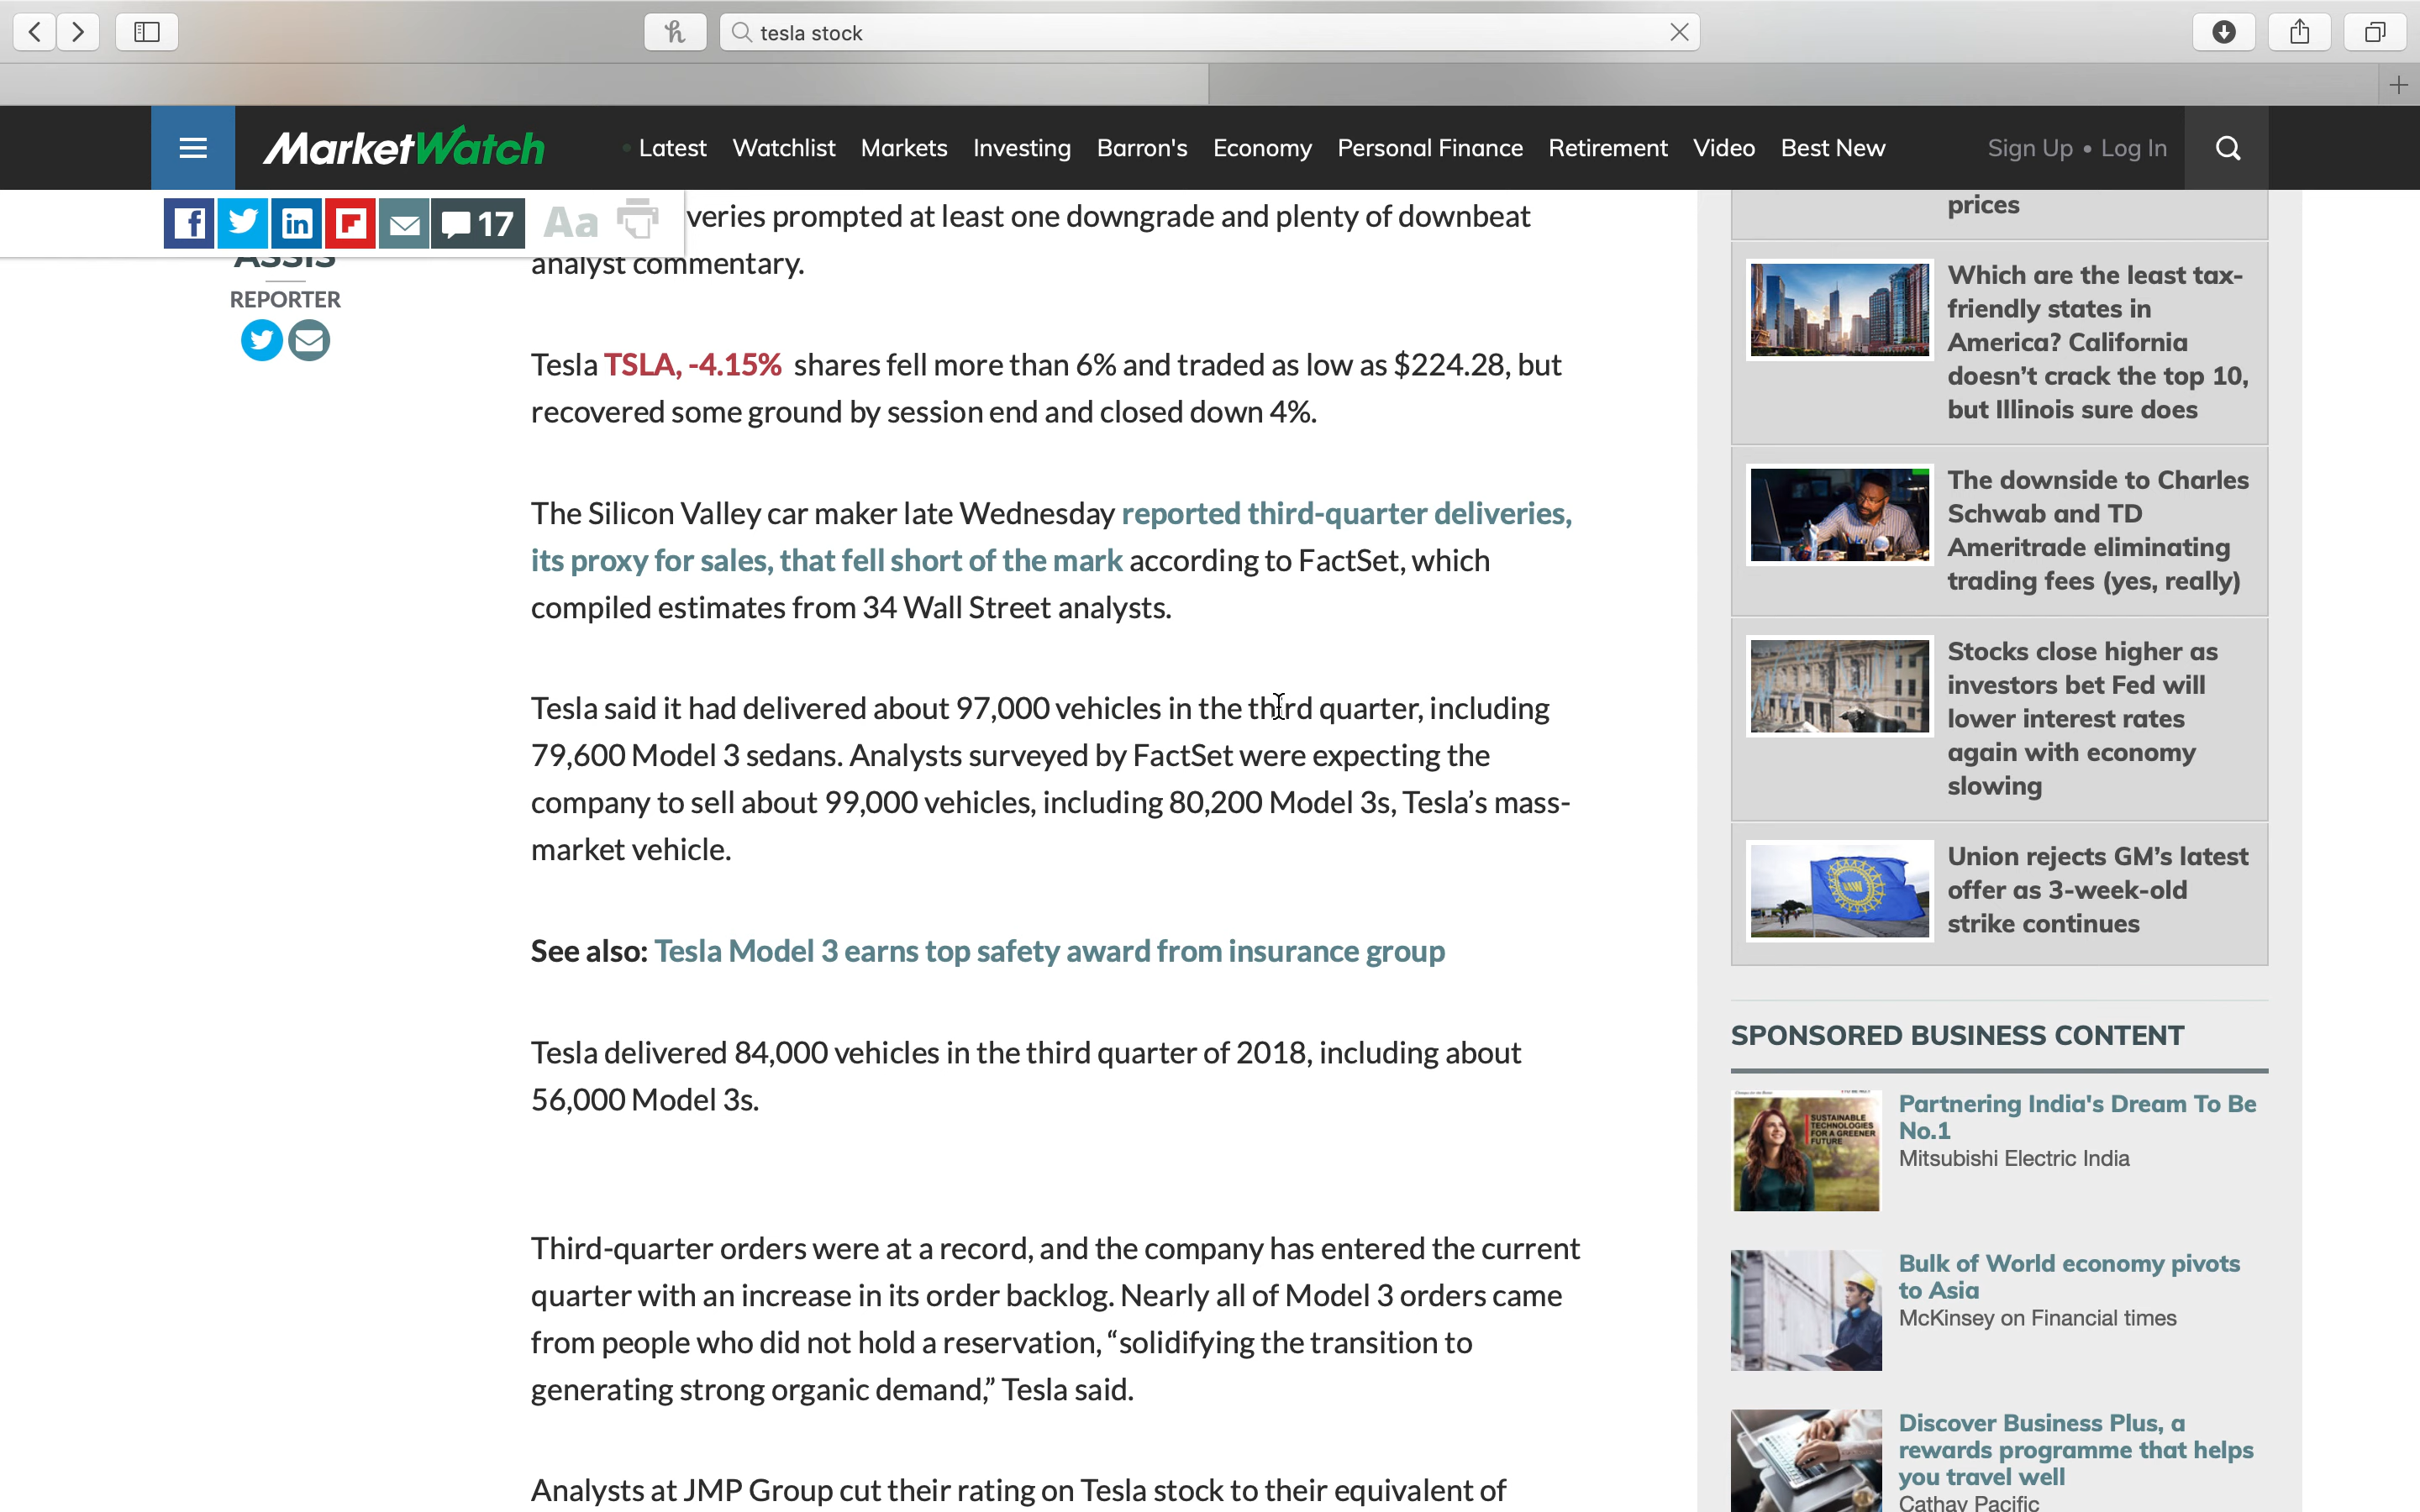 tesla stock
MarketWatch
Latest Watchlist Markets Investing Barron's Economy Personal Finance Retirement Video Best New
Sign Up • Log In
17 Aa
REPORTER
veries prompted at least one downgrade and plenty of downbeat
analyst commentary.
Tesla TSLA, -4.15% shares fell more than 6% and traded as low as $224.28, but
recovered some ground by session end and closed down 4%.
The Silicon Valley car maker late Wednesday reported third-quarter deliveries,
its proxy for sales, that fell short of the mark according to FactSet, which
compiled estimates from 34 Wall Street analysts.
Tesla said it had delivered about 97,000 vehicles in the third quarter, including
79,600 Model 3 sedans. Analysts surveyed by FactSet were expecting the
company to sell about 99,000 vehicles, including 80,200 Model 3s, Tesla’s mass-
market vehicle.
See also: Tesla Model 3 earns top safety award from insurance group
Tesla delivered 84,000 vehicles in the third quarter of 2018, including about
56,000 Model 3s.
Third-quarter orders were at a record, and the company has entered the current
quarter with an increase in its order backlog. Nearly all of Model 3 orders came
from people who did not hold a reservation, “solidifying the transition to
generating strong organic demand,” Tesla said.
Analysts at JMP Group cut their rating on Tesla stock to their equivalent of
prices
Which are the least tax-
friendly states in
America? California
doesn’t crack the top 10,
but Illinois sure does
The downside to Charles
Schwab and TD
Ameritrade eliminating
trading fees (yes, really)
Stocks close higher as
investors bet Fed will
lower interest rates
again with economy
slowing
Union rejects GM’s latest
offer as 3-week-old
strike continues
SPONSORED BUSINESS CONTENT
SUSTAINABLE
TECHNOLOGIES
FOR A GREENER
FUTURE
Partnering India's Dream To Be
No.1
Mitsubishi Electric India
Bulk of World economy pivots
to Asia
McKinsey on Financial times
Discover Business Plus, a
rewards programme that helps
you travel well
Cathay Pacific